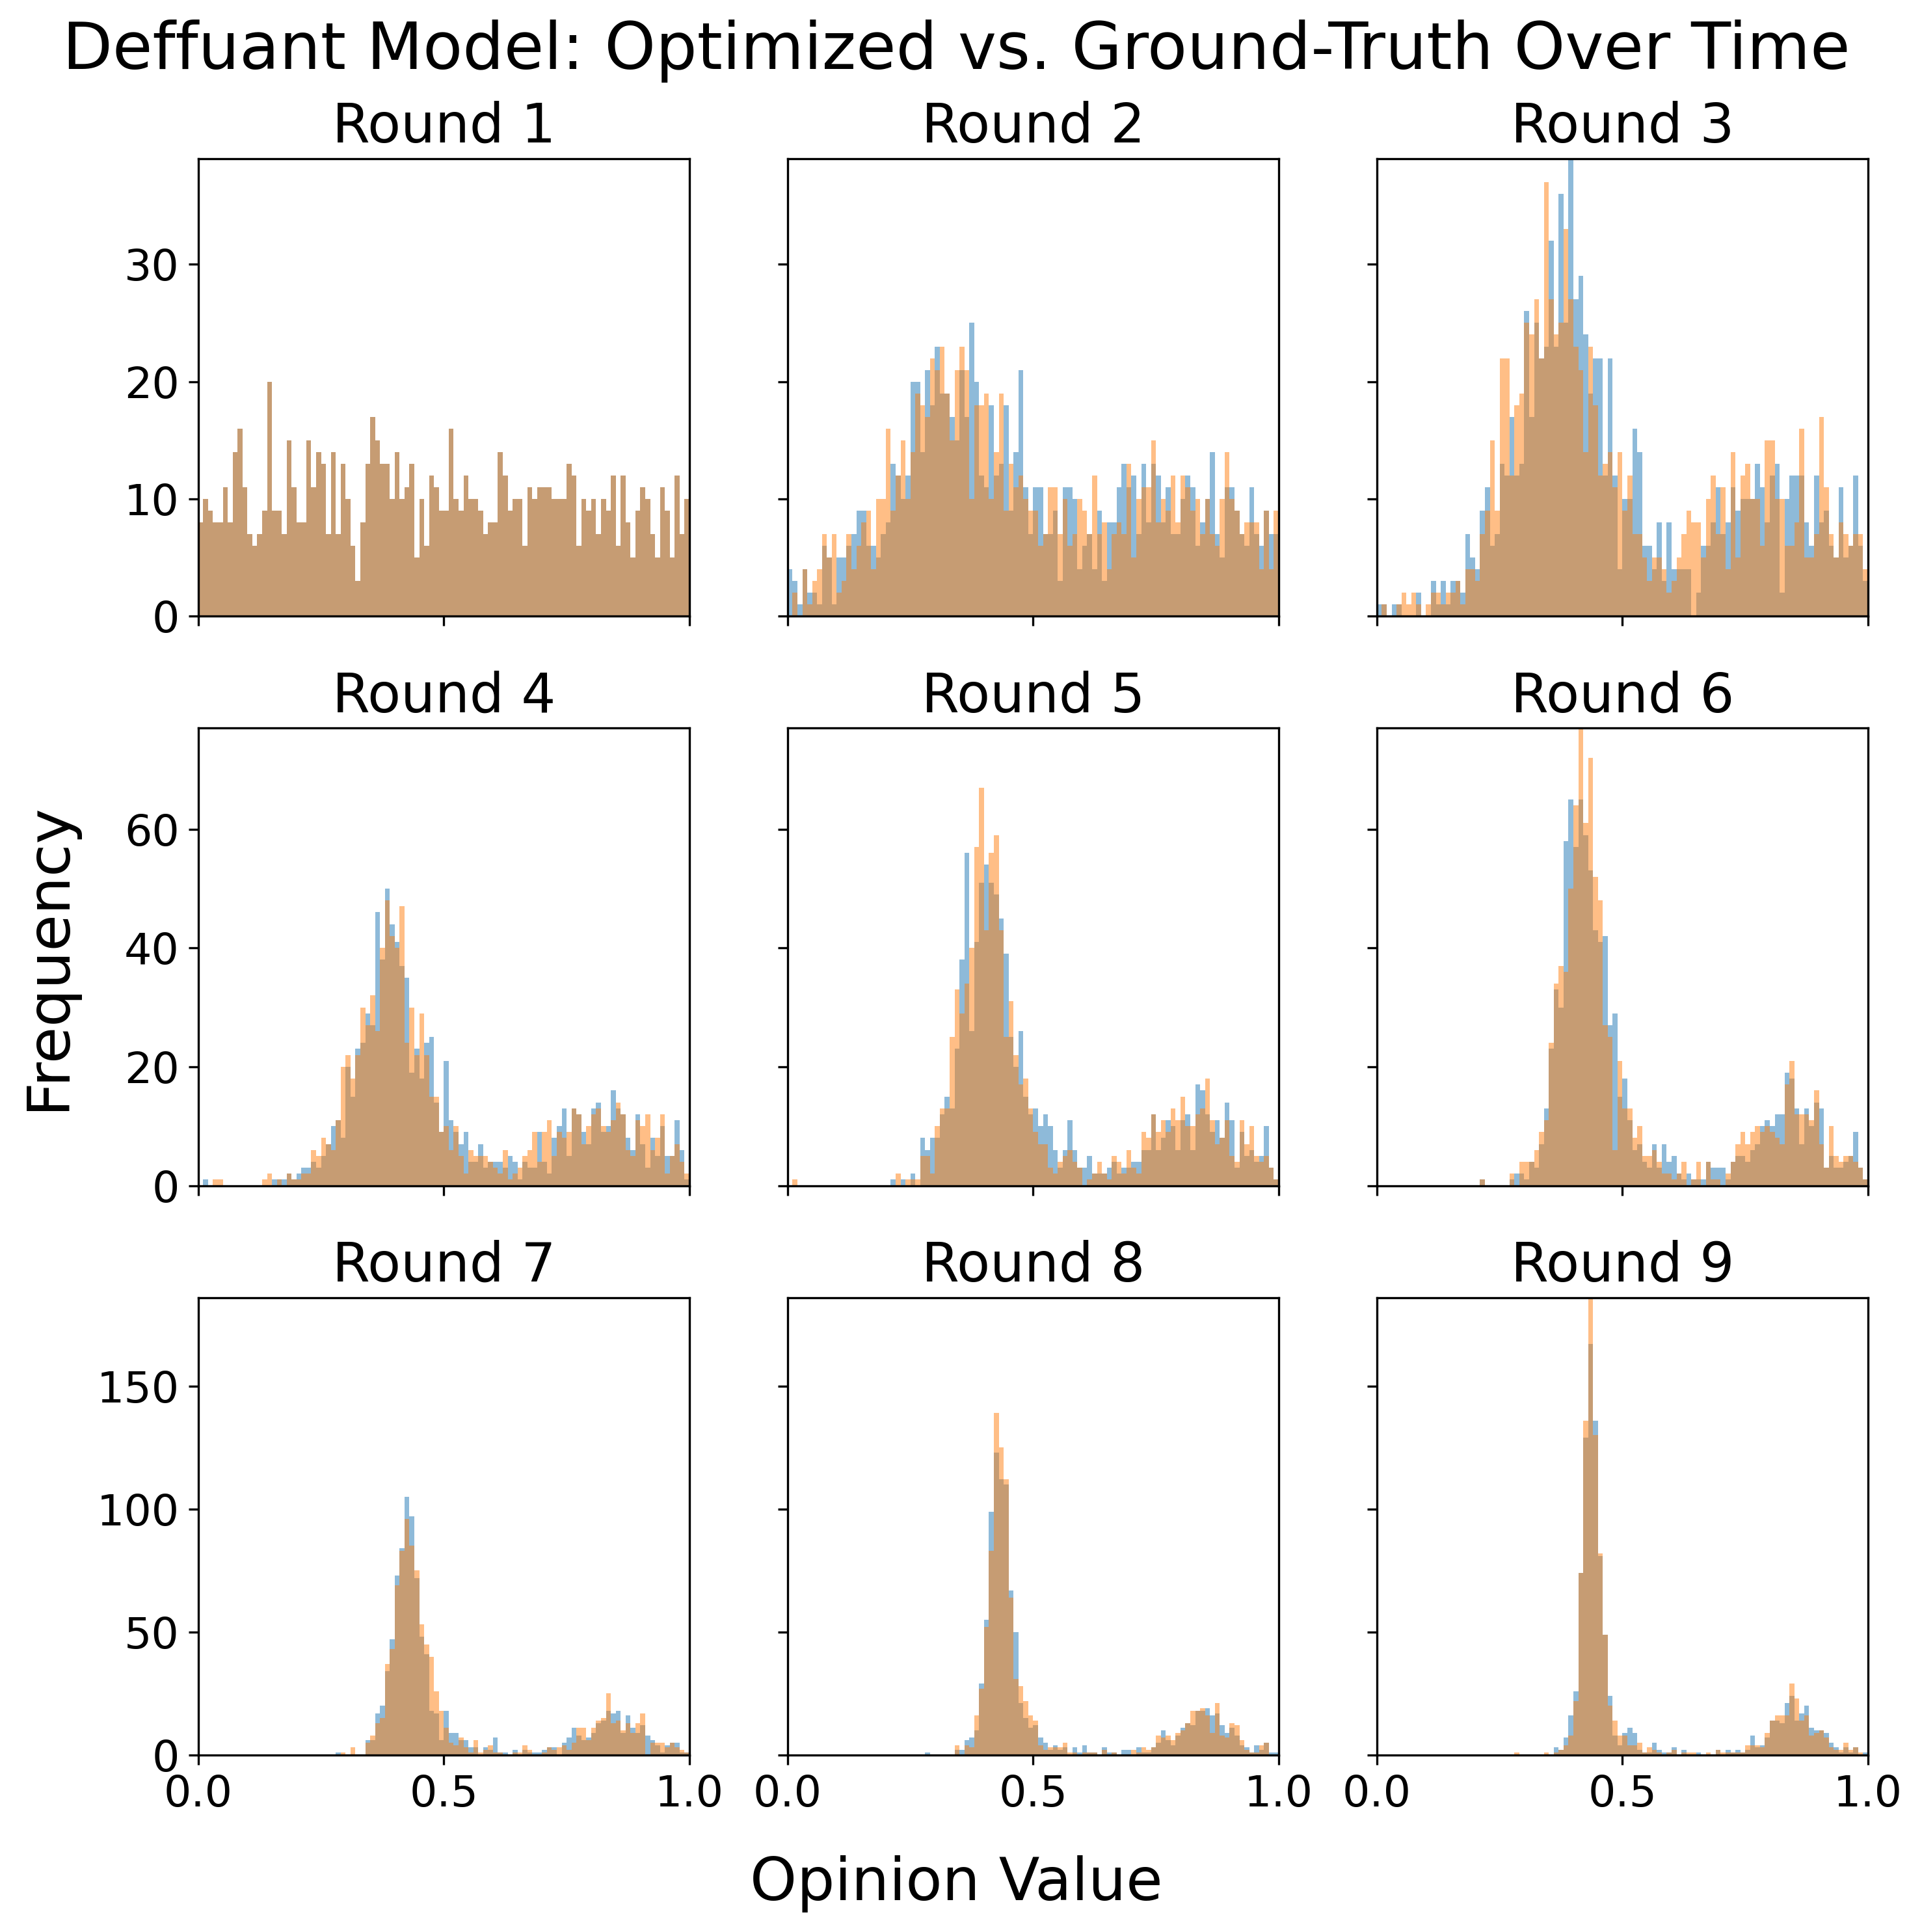 Deffuant Model: Optimized vs. Ground-Truth Over Time
Round 1
Round 2
Round 3
30
20
10
0
Round 4
Round 5
Round 6
60
40
20
0
Round 7
Round 8
Round 9
150
100
50
0
0.0 0.5 1.0 0.0 0.5 1.0 0.0 0.5 1.0
Frequency
Opinion Value